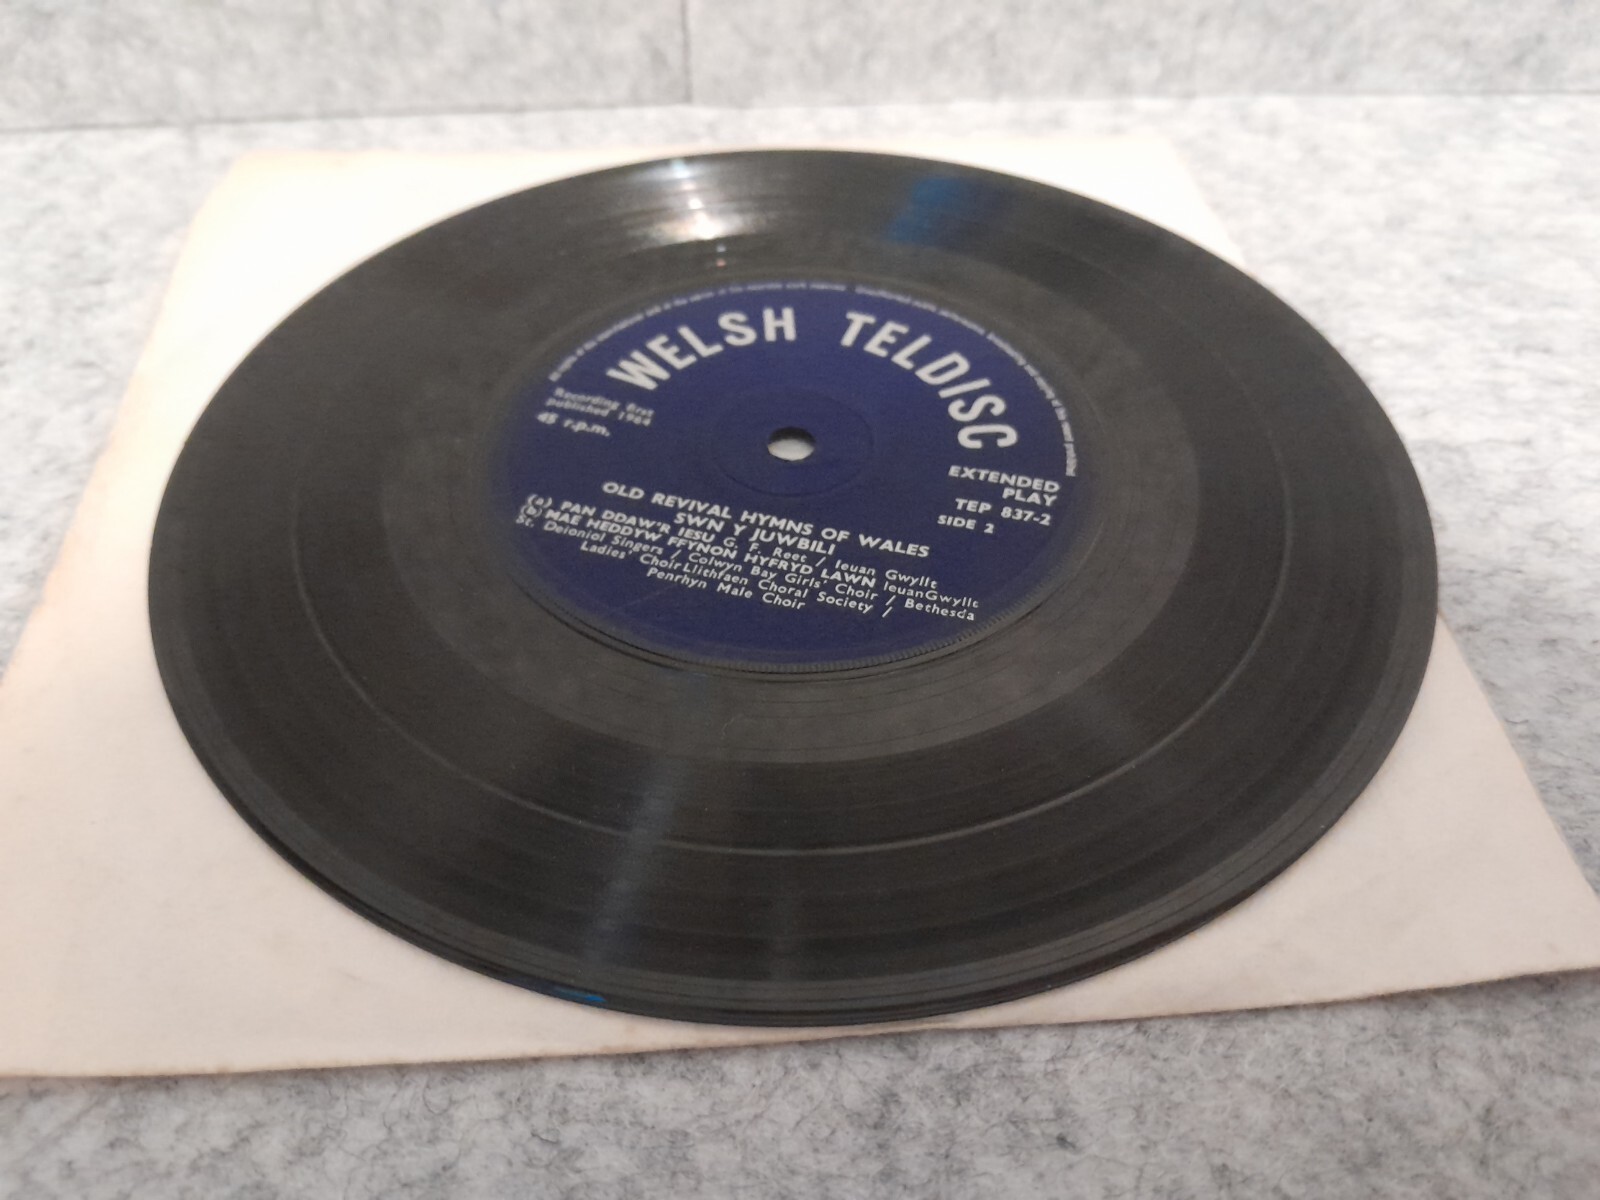 WELSH TELDISC
Recording first
published 1964
45 r.p.m.
EXTENDED
PLAY
TEP 837-2
SIDE 2
OLD REVIVAL HYMNS OF WALES
SWN Y JUWBILI
(a) PAN DDAW'R IESU G. F. Root / Ieuan Gwyllt
(b) MAE HEDDYW FFYNON HYFRYD LAWN IeuanGwyllt
St. Deioniol Singers / Colwyn Bay Girls' Choir / Bethesda
Ladies' Choir Llithfaen Choral Society /
Penrhyn Male Choir